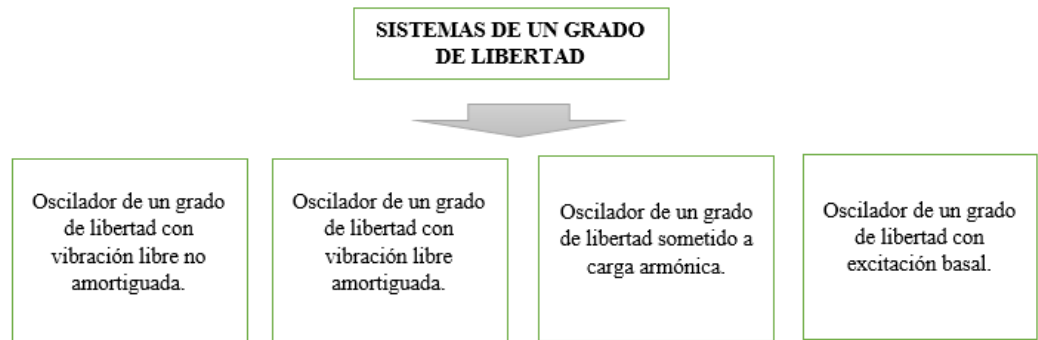 SISTEMAS DE UN GRADO
DE LIBERTAD
Oscilador de un grado
de libertad con
vibración libre no
amortiguada.
Oscilador de un grado
de libertad con
vibración libre
amortiguada.
Oscilador de un grado
de libertad sometido a
carga armónica.
Oscilador de un grado
de libertad con
excitación basal.